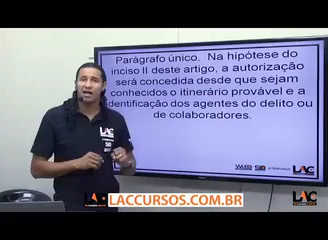 Parágrafo único.  Na hipótese do
inciso II deste artigo, a autorização
será concedida desde que sejam
conhecidos o itinerário provável e a
dentificação dos agentes do delito ou
de colaboradores.
LAC
LAC
LACCURSOS.COM.BR